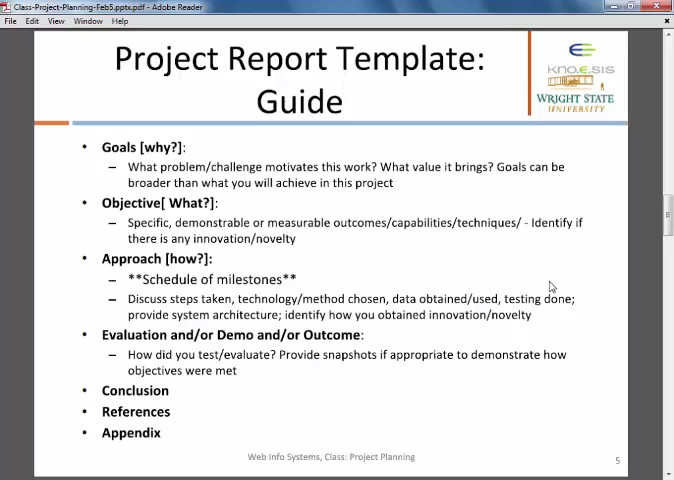 Class-Project-Planning-Feb5.pptx.pdf - Adobe Reader
File Edit View Window Help
Project Report Template:
Guide
kno.e.sis
WRIGHT STATE
UNIVERSITY
• Goals [why?]:
– What problem/challenge motivates this work? What value it brings? Goals can be
broader than what you will achieve in this project
• Objective[ What?]:
– Specific, demonstrable or measurable outcomes/capabilities/techniques/ - Identify if
there is any innovation/novelty
• Approach [how?]:
– **Schedule of milestones**
– Discuss steps taken, technology/method chosen, data obtained/used, testing done;
provide system architecture; identify how you obtained innovation/novelty
• Evaluation and/or Demo and/or Outcome:
– How did you test/evaluate? Provide snapshots if appropriate to demonstrate how
objectives were met
• Conclusion
• References
• Appendix
Web Info Systems, Class: Project Planning
5